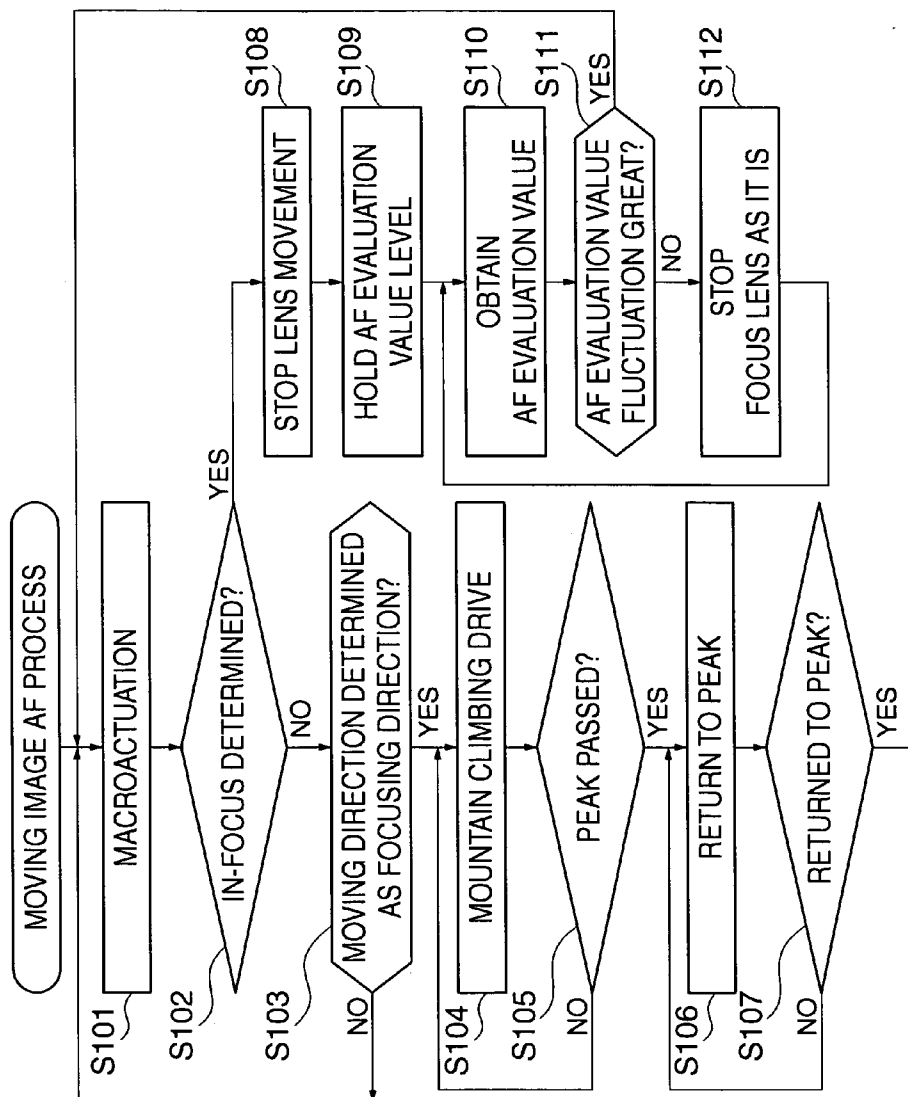 MOVING IMAGE AF PROCESS
S101
MACROACTUATION
S102
IN-FOCUS DETERMINED?
YES
NO
S103
MOVING DIRECTION DETERMINED
AS FOCUSING DIRECTION?
NO
YES
S104
MOUNTAIN CLIMBING DRIVE
S105
PEAK PASSED?
NO
YES
S106
RETURN TO PEAK
S107
RETURNED TO PEAK?
NO
YES
S108
STOP LENS MOVEMENT
S109
HOLD AF EVALUATION
VALUE LEVEL
S110
OBTAIN
AF EVALUATION VALUE
S111
AF EVALUATION VALUE
FLUCTUATION GREAT?
YES
NO
S112
STOP
FOCUS LENS AS IT IS